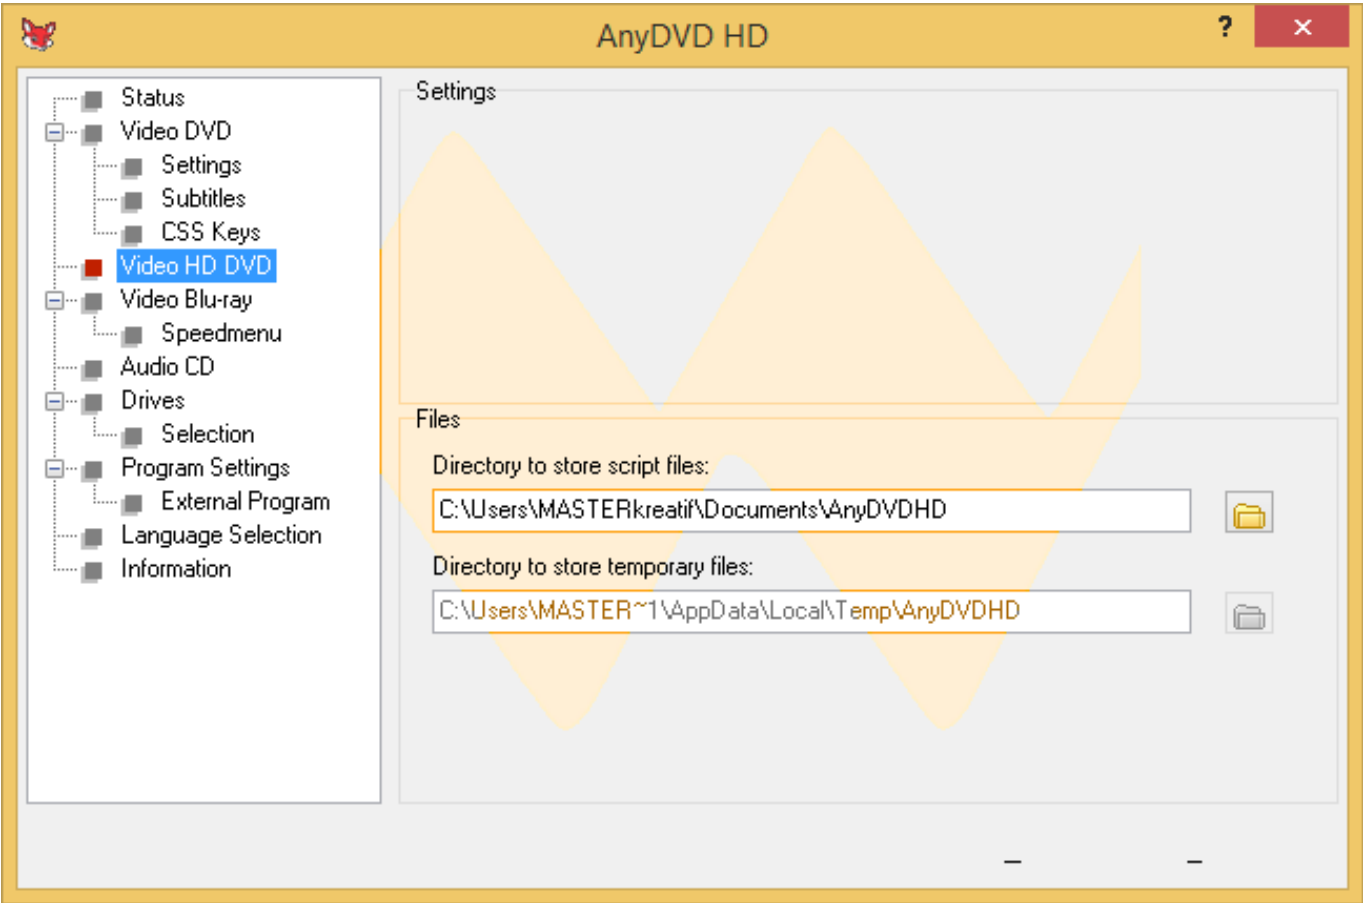 AnyDVD HD
?
Status
Video DVD
Settings
Subtitles
CSS Keys
Video HD DVD
Video Blu-ray
Speedmenu
Audio CD
Drives
Selection
Program Settings
External Program
Language Selection
Information
Settings
Files
Directory to store script files:
C:\Users\MASTERkreatif\Documents\AnyDVDHD
Directory to store temporary files:
C:\Users\MASTER~1\AppData\Local\Temp\AnyDVDHD